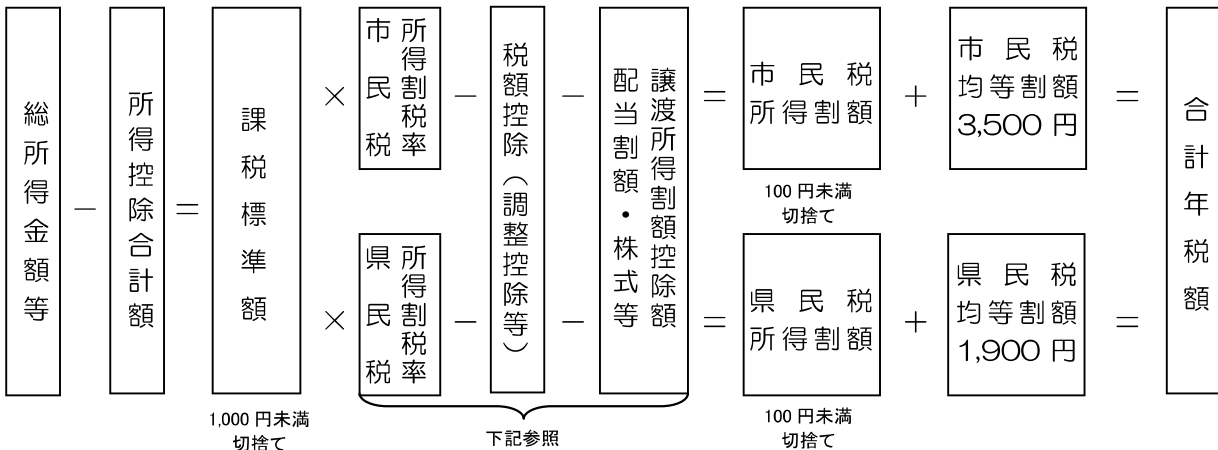 総所得金額等
－
所得控除合計額
＝
課税標準額
1,000 円未満
切捨て
×
市民税
所得割税率
－
税額控除（調整控除等）
－
配当割額・株式等
譲渡所得割額控除額
＝
市民税
所得割額
100 円未満
切捨て
＋
市民税
均等割額
3,500 円
＝
合計年税額
×
県民税
所得割税率
－
－
＝
県民税
所得割額
100 円未満
切捨て
＋
県民税
均等割額
1,900 円
＝
下記参照